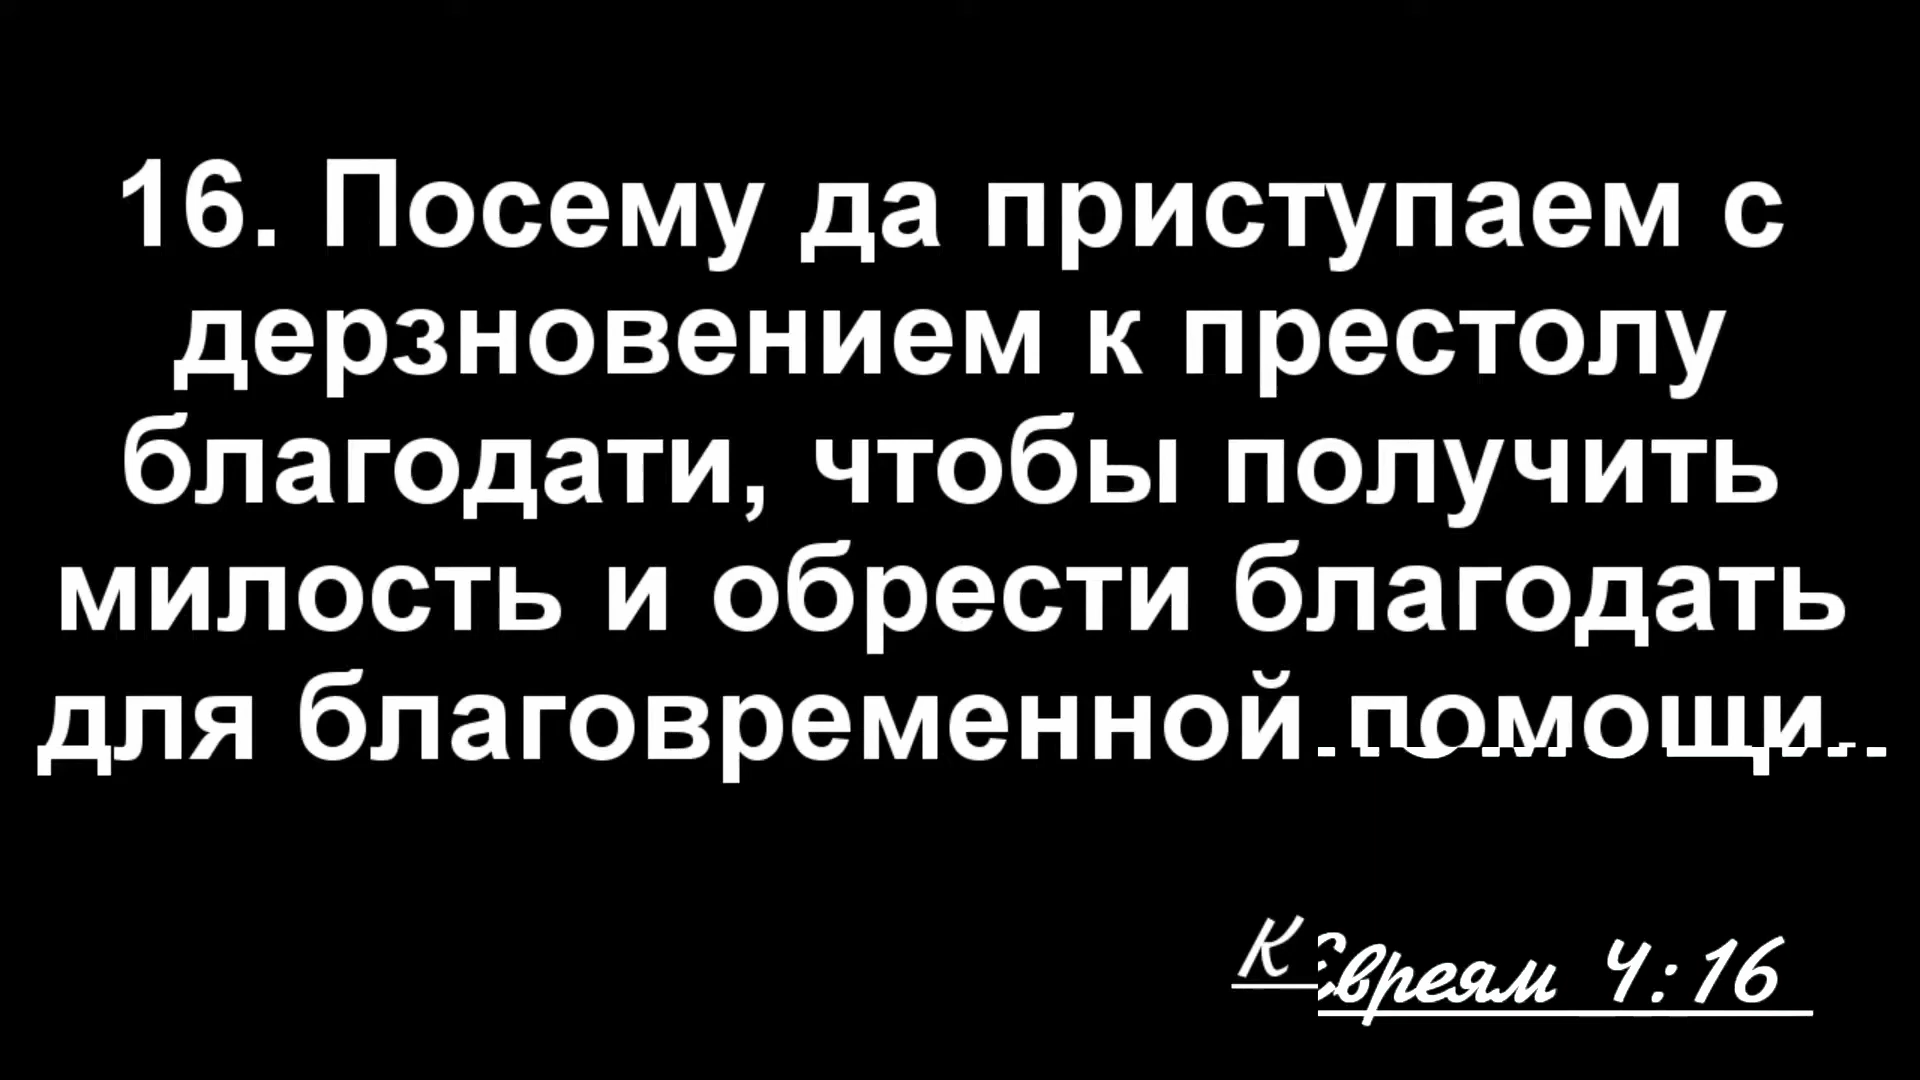 16. Посему да приступаем с
дерзновением к престолу
благодати, чтобы получить
милость и обрести благодать
для благовременной помощи.
К Евреям 4:16